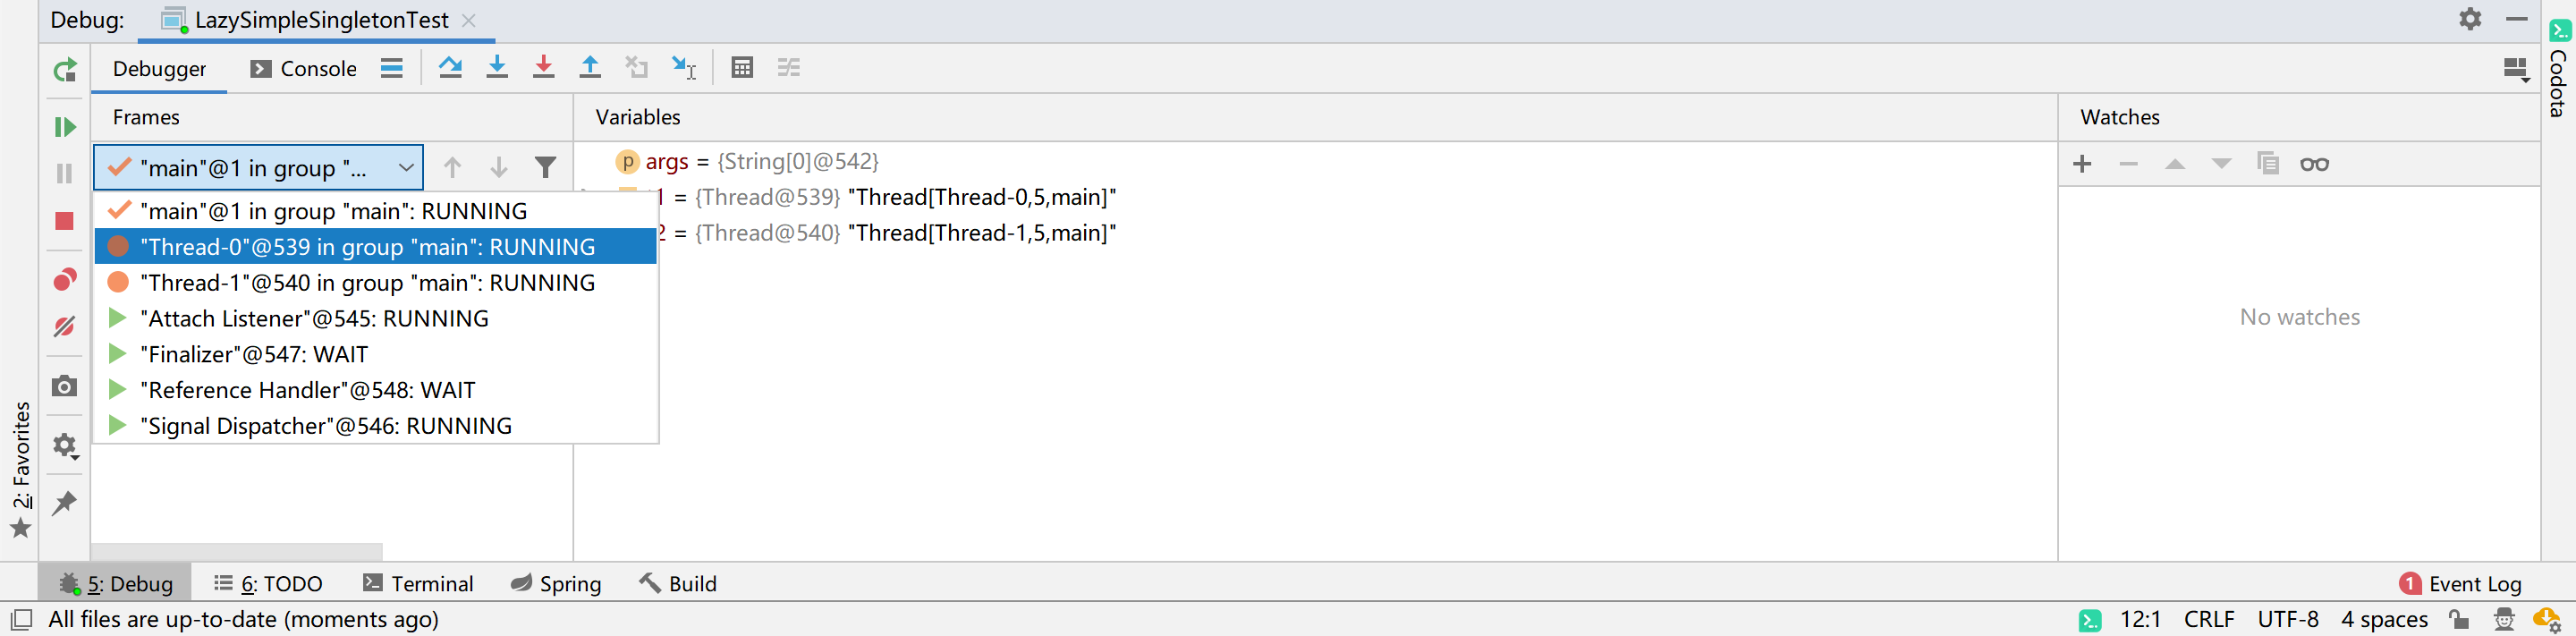 Debug: LazySimpleSingletonTest
Debugger Console
Frames Variables Watches
"main"@1 in group "...
"main"@1 in group "main": RUNNING
"Thread-0"@539 in group "main": RUNNING
"Thread-1"@540 in group "main": RUNNING
"Attach Listener"@545: RUNNING
"Finalizer"@547: WAIT
"Reference Handler"@548: WAIT
"Signal Dispatcher"@546: RUNNING
p args = {String[0]@542}
1 = {Thread@539} "Thread[Thread-0,5,main]"
2 = {Thread@540} "Thread[Thread-1,5,main]"
No watches
Codota
2: Favorites
5: Debug 6: TODO Terminal Spring Build 1 Event Log
All files are up-to-date (moments ago) 12:1 CRLF UTF-8 4 spaces